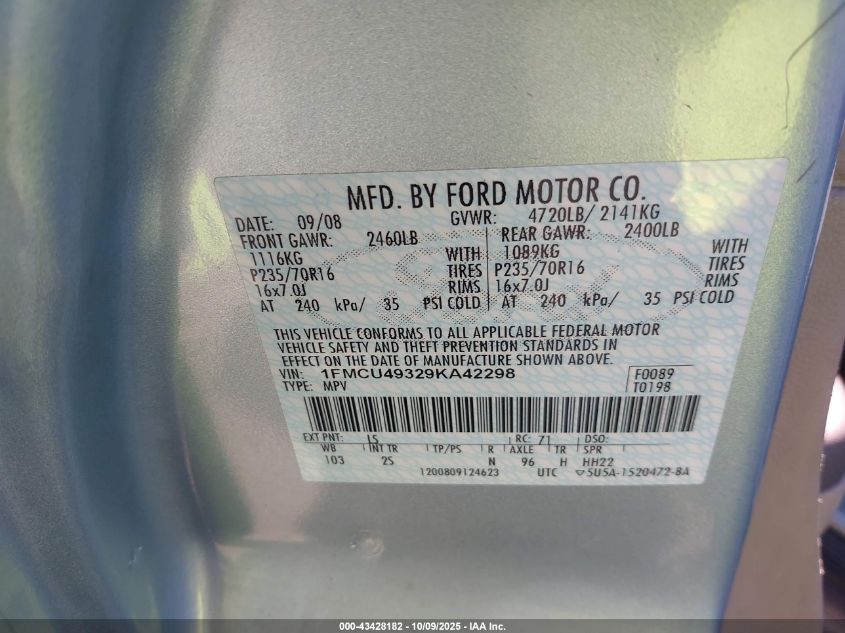 MFD. BY FORD MOTOR CO.
DATE: 09/08 GVWR: 4720LB/ 2141KG
FRONT GAWR: 2460LB REAR GAWR: 2400LB
1116KG WITH 1089KG WITH
P235/70R16 TIRES P235/70R16 TIRES
16x7.0J RIMS 16x7.0J RIMS
AT 240 kPa/ 35 PSI COLD AT 240 kPa/ 35 PSI COLD
THIS VEHICLE CONFORMS TO ALL APPLICABLE FEDERAL MOTOR
VEHICLE SAFETY AND THEFT PREVENTION STANDARDS IN
EFFECT ON THE DATE OF MANUFACTURE SHOWN ABOVE.
VIN: 1FMCU49329KA42298 F0089
TYPE: MPV T0198
EXT PNT: LS RC: 71 DSO:
WB INT TR TP/PS R AXLE TR SPR
103 2S N 96 H HH22
1200809124623 UTC ▽5U5A-1520472-BA
000-43428182 - 10/09/2025 - IAA Inc.